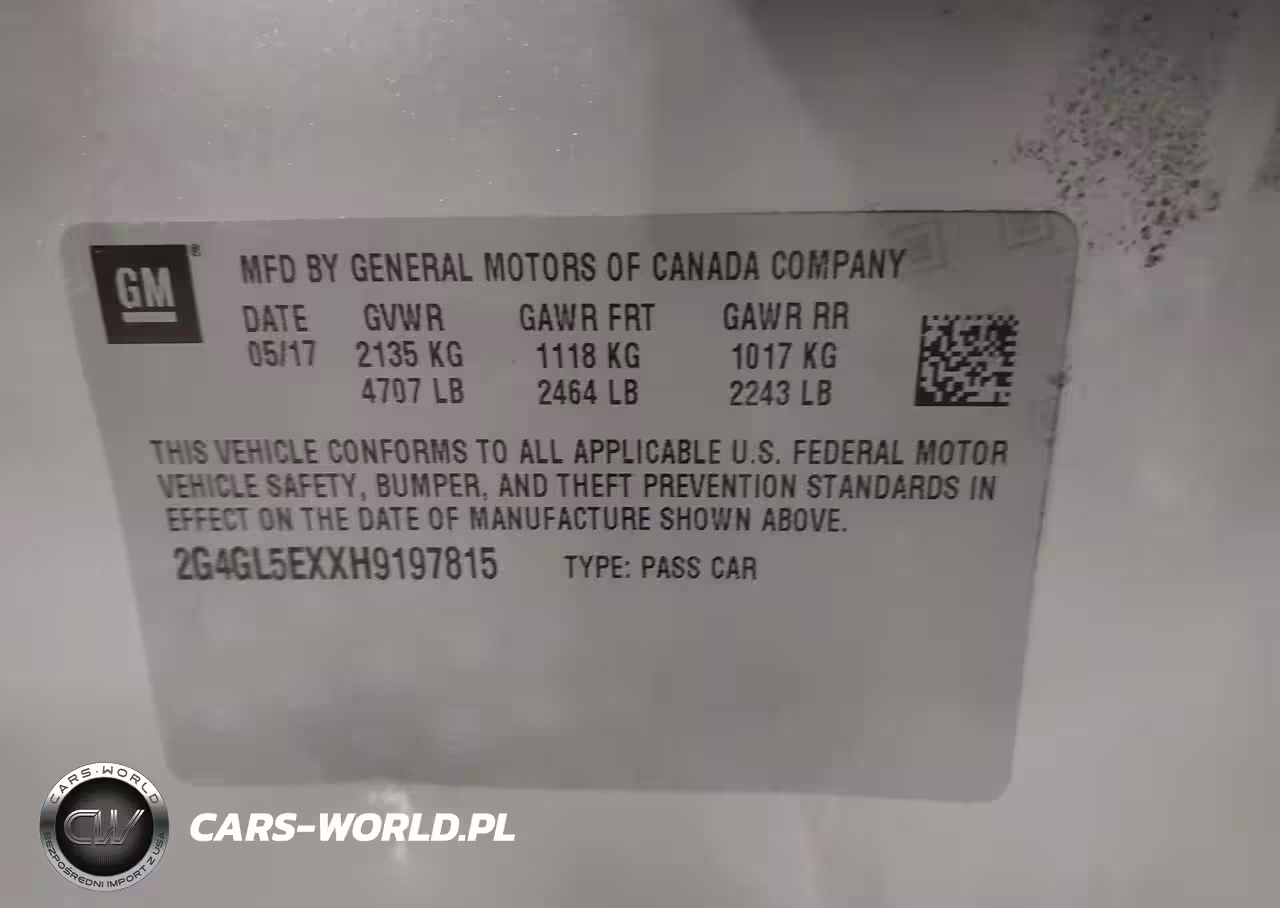 GM ®
MFD BY GENERAL MOTORS OF CANADA COMPANY
DATE GVWR GAWR FRT GAWR RR
05/17 2135 KG 1118 KG 1017 KG
4707 LB 2464 LB 2243 LB
THIS VEHICLE CONFORMS TO ALL APPLICABLE U.S. FEDERAL MOTOR
VEHICLE SAFETY, BUMPER, AND THEFT PREVENTION STANDARDS IN
EFFECT ON THE DATE OF MANUFACTURE SHOWN ABOVE.
2G4GL5EXXH9197815 TYPE: PASS CAR
CARS-WORLD
CW
BEZPOŚREDNI IMPORT Z USA
CARS-WORLD.PL